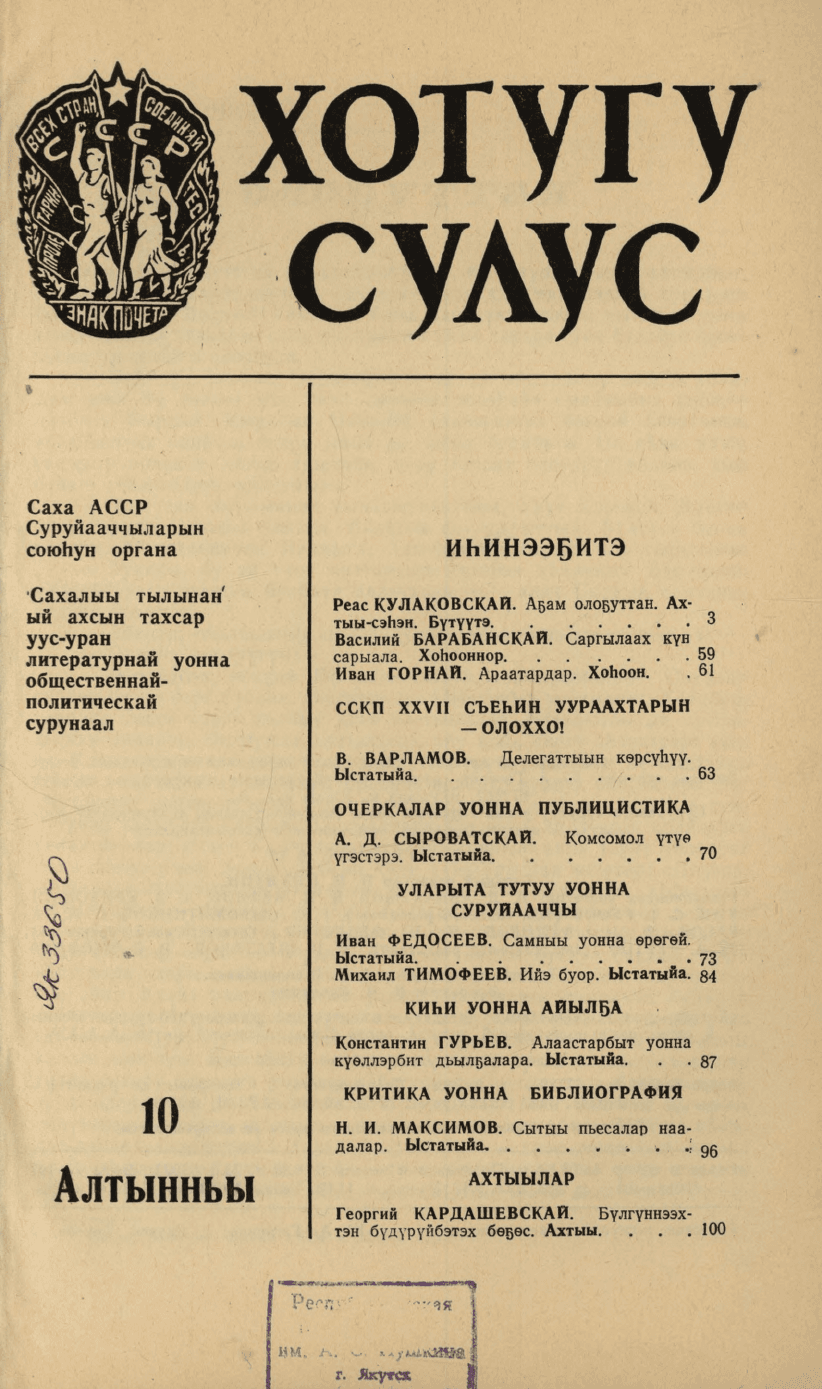 ВСЕХ СТРАН СОЕДИНЯЙ
СССР
ЗНАК ПОЧЕТА
ХОТУГУ
СУЛУС
Саха АССР
Суруйааччыларын
союһун органа
Сахалыы тылынан
ый ахсын тахсар
уус-уран
литературнай уонна
общественнай-
политическай
сурунаал
10
Алтынньы
ИҺИНЭЭҔИТЭ
Реас КУЛАКОВСКАЙ. Аҕам олоҕуттан. Ах-
тыы-сэһэн. Бүтүүтэ. . . . . . . 3
Василий БАРАБАНСКАЙ. Саргылаах күн
сарыала. Хоһооннор. . . . . . . 59
Иван ГОРНАЙ. Араатардар. Хоһоон. . 61
ССКП XXVII СЪЕҺИН УУРААХТАРЫН
— ОЛОХХО!
В. ВАРЛАМОВ. Делегаттыын көрсүһүү.
Ыстатыйа. . . . . . . . . . 63
ОЧЕРКАЛАР УОННА ПУБЛИЦИСТИКА
А. Д. СЫРОВАТСКАЙ. Комсомол үтүө
үгэстэрэ. Ыстатыйа. . . . . . . 70
УЛАРЫТА ТУТУУ УОННА
СУРУЙААЧЧЫ
Иван ФЕДОСЕЕВ. Самныы уонна өрөгөй.
Ыстатыйа. . . . . . . . . . 73
Михаил ТИМОФЕЕВ. Ийэ буор. Ыстатыйа. 84
КИҺИ УОННА АЙЫЛҔА
Константин ГУРЬЕВ. Алаастарбыт уонна
күөллэрбит дьылҕалара. Ыстатыйа. . . 87
КРИТИКА УОННА БИБЛИОГРАФИЯ
Н. И. МАКСИМОВ. Сытыы пьесалар наа-
далар. Ыстатыйа. . . . . . . . 96
АХТЫЫЛАР
Георгий КАРДАШЕВСКАЙ. Бүлгүннээх-
тэн бүдүрүйбэтэх бөҕөс. Ахтыы. . . . . 100
им.
г. Якутск